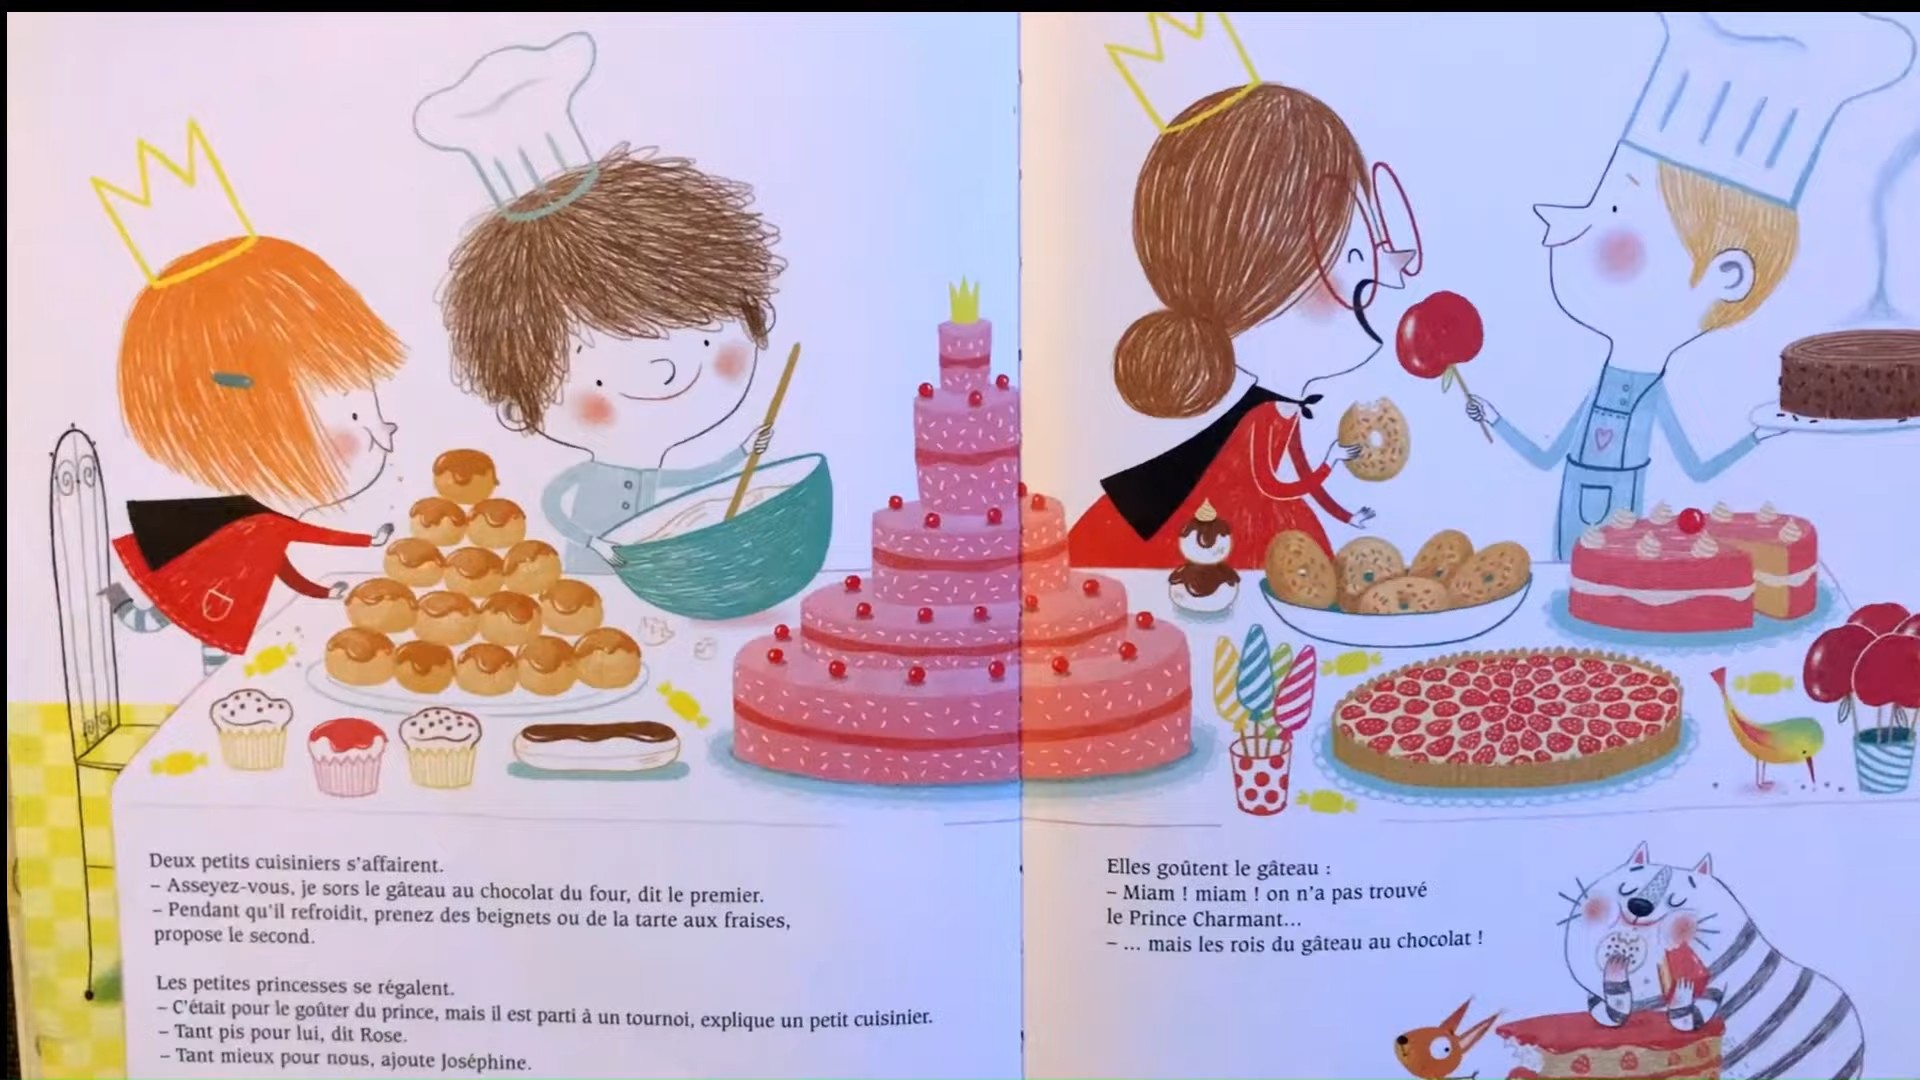 Deux petits cuisiniers s'affairent.
– Asseyez-vous, je sors le gâteau au chocolat du four, dit le premier.
– Pendant qu'il refroidit, prenez des beignets ou de la tarte aux fraises,
propose le second.
Les petites princesses se régalent.
– C'était pour le goûter du prince, mais il est parti à un tournoi, explique un petit cuisinier.
– Tant pis pour lui, dit Rose.
– Tant mieux pour nous, ajoute Joséphine.
Elles goûtent le gâteau :
– Miam ! miam ! on n'a pas trouvé
le Prince Charmant...
– ... mais les rois du gâteau au chocolat !